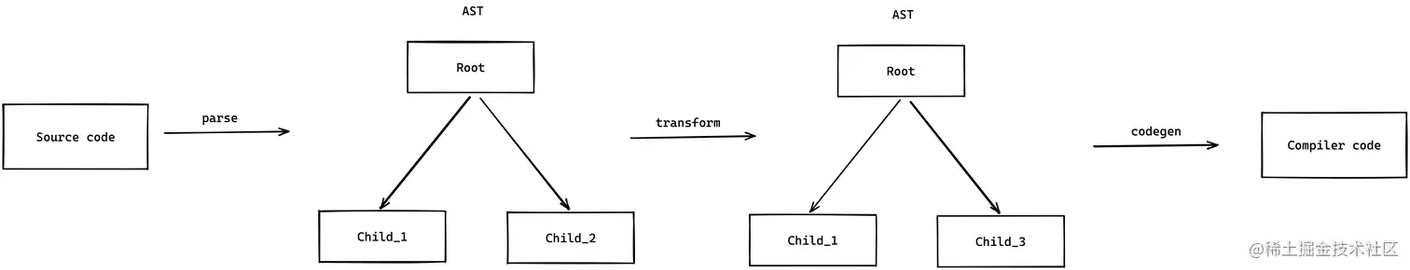 Source code
parse
AST
Root
Child_1
Child_2
transform
AST
Root
Child_1
Child_3
codegen
Compiler code
@稀土掘金技术社区